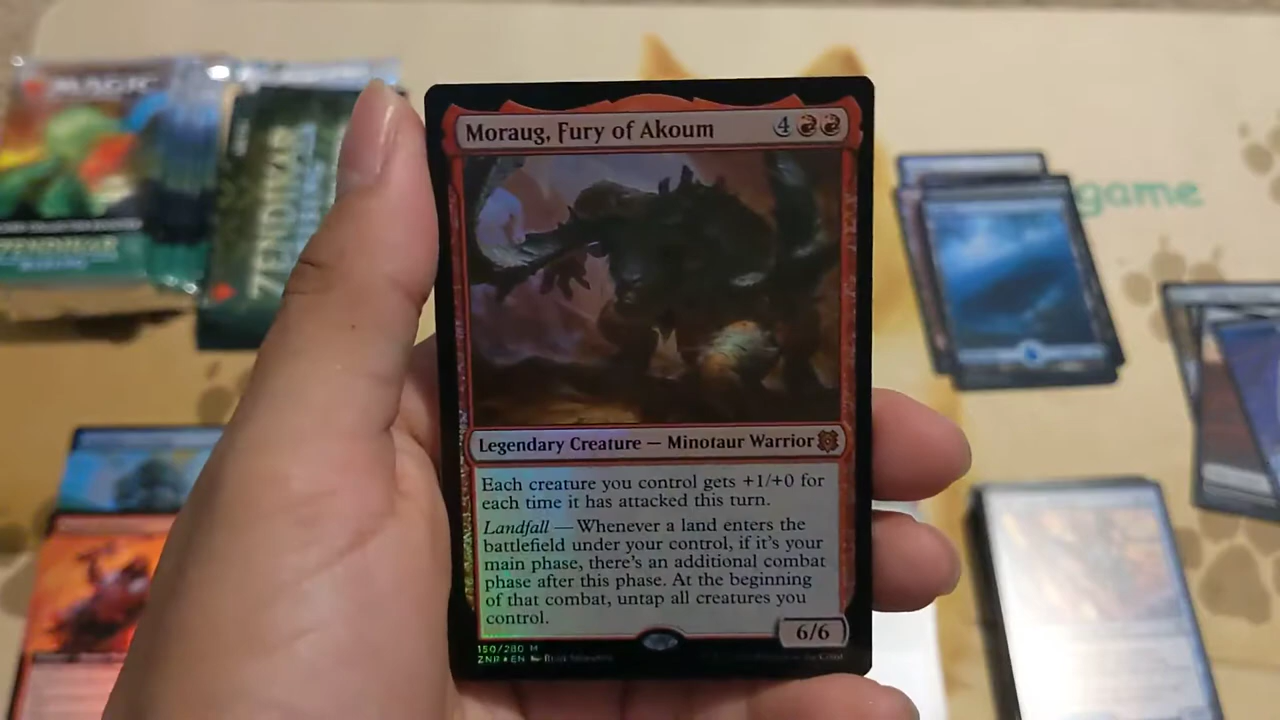 MAGIC
ZENDIKAR
ZENDIKAR
game
Moraug, Fury of Akoum
4
Legendary Creature — Minotaur Warrior
Each creature you control gets +1/+0 for
each time it has attacked this turn.
Landfall — Whenever a land enters the
battlefield under your control, if it's your
main phase, there's an additional combat
phase after this phase. At the beginning
of that combat, untap all creatures you
control.
6/6
150/280 M
ZNR ★ EN